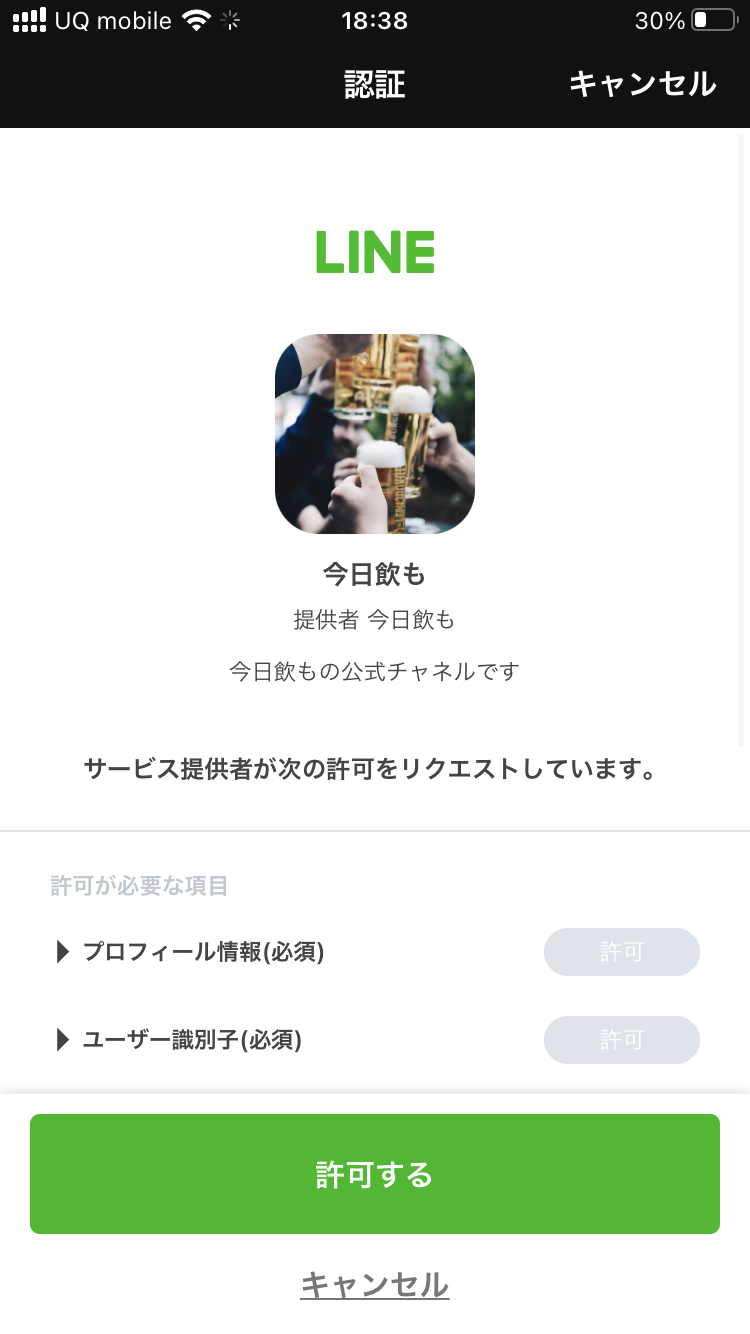 UQ mobile 18:38 30%
認証 キャンセル
LINE
今日飲も
提供者 今日飲も
今日飲もの公式チャネルです
サービス提供者が次の許可をリクエストしています。
許可が必要な項目
プロフィール情報(必須) 許可
ユーザー識別子(必須) 許可
許可する
キャンセル